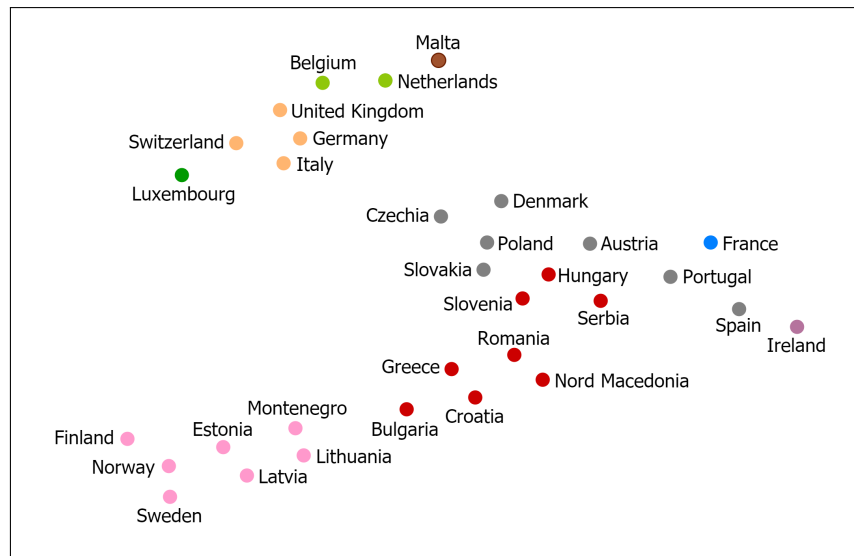 Malta
Belgium
Netherlands
United Kingdom
Switzerland
Germany
Italy
Luxembourg
Denmark
Czechia
Poland
Austria
France
Slovakia
Hungary
Portugal
Slovenia
Serbia
Spain
Romania
Ireland
Greece
Nord Macedonia
Montenegro
Croatia
Bulgaria
Estonia
Finland
Lithuania
Norway
Latvia
Sweden